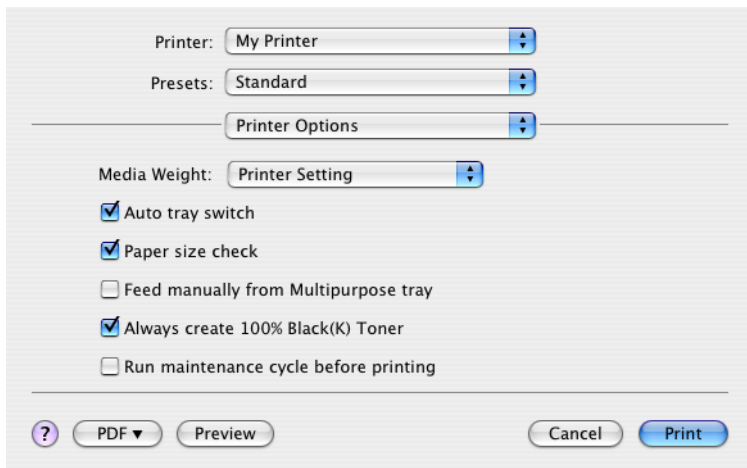 Printer: My Printer
Presets: Standard
Printer Options
Media Weight: Printer Setting
Auto tray switch
Paper size check
Feed manually from Multipurpose tray
Always create 100% Black(K) Toner
Run maintenance cycle before printing
? PDF ▼ Preview Cancel Print